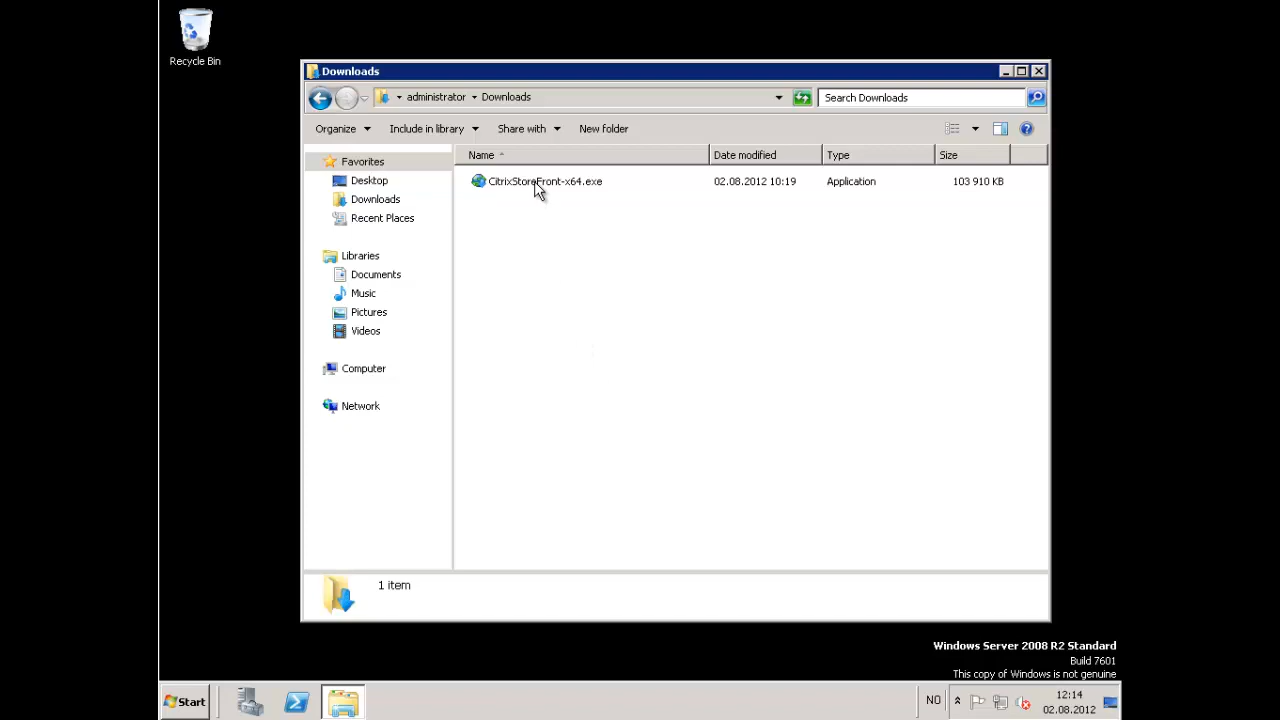 Recycle Bin
Downloads
administrator Downloads
Search Downloads
Organize Include in library Share with New folder
Name Date modified Type Size
CitrixStoreFront-x64.exe 02.08.2012 10:19 Application 103 910 KB
Favorites
Desktop
Downloads
Recent Places
Libraries
Documents
Music
Pictures
Videos
Computer
Network
1 item
Windows Server 2008 R2 Standard
Build 7601
This copy of Windows is not genuine
Start
NO
12:14
02.08.2012